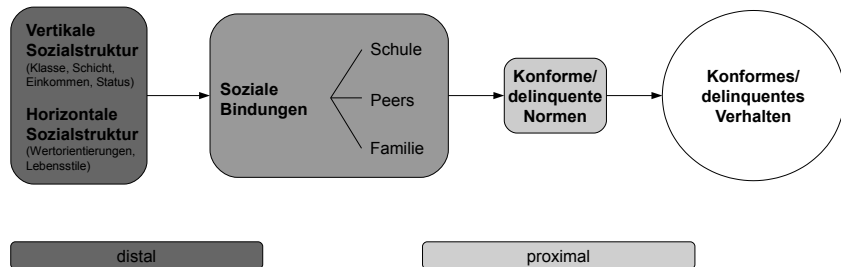 Vertikale
Sozialstruktur
(Klasse, Schicht,
Einkommen, Status)
Horizontale
Sozialstruktur
(Wertorientierungen,
Lebensstile)
Soziale
Bindungen
Schule
Peers
Familie
Konforme/
delinquente
Normen
Konformes/
delinquentes
Verhalten
distal
proximal